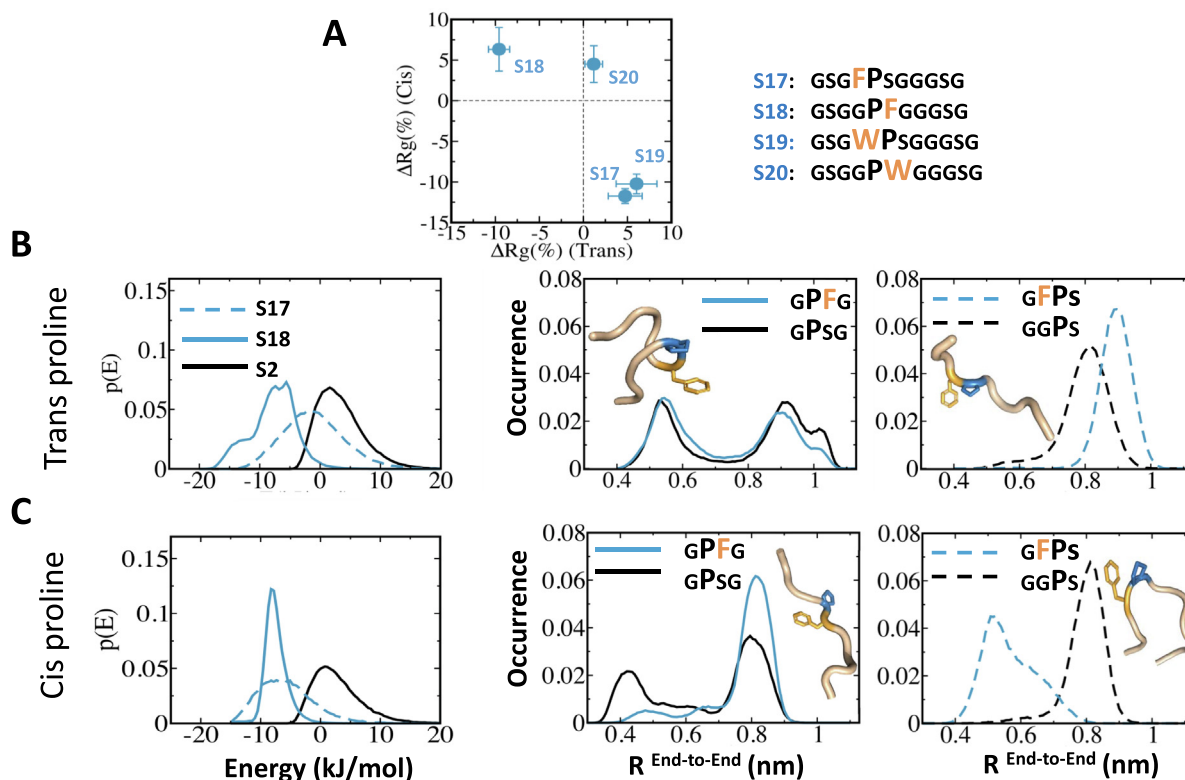 A
ΔRg(%) (Cis)
10
5
0
-5
-10
-15
S18
S20
S19
S17
-15 -10 -5 0 5 10
ΔRg(%) (Trans)
S17: GSGFPSGGGSG
S18: GSGGPFGGGSG
S19: GSGWPSGGGSG
S20: GSGGPWGGGSG
B
Trans proline
p(E)
0.15
0.1
0.05
0
S17
S18
S2
-20 -10 0 10 20
Occurrence
0.08
0.06
0.04
0.02
0
GPFG
GPSG
0.4 0.6 0.8 1
0.08
0.06
0.04
0.02
0
GFPS
GGPS
0.4 0.6 0.8 1
C
Cis proline
p(E)
0.15
0.1
0.05
0
-20 -10 0 10 20
Energy (kJ/mol)
Occurrence
0.08
0.06
0.04
0.02
0
GPFG
GPSG
0.4 0.6 0.8 1
R End-to-End (nm)
0.08
0.06
0.04
0.02
0
GFPS
GGPS
0.4 0.6 0.8 1
R End-to-End (nm)